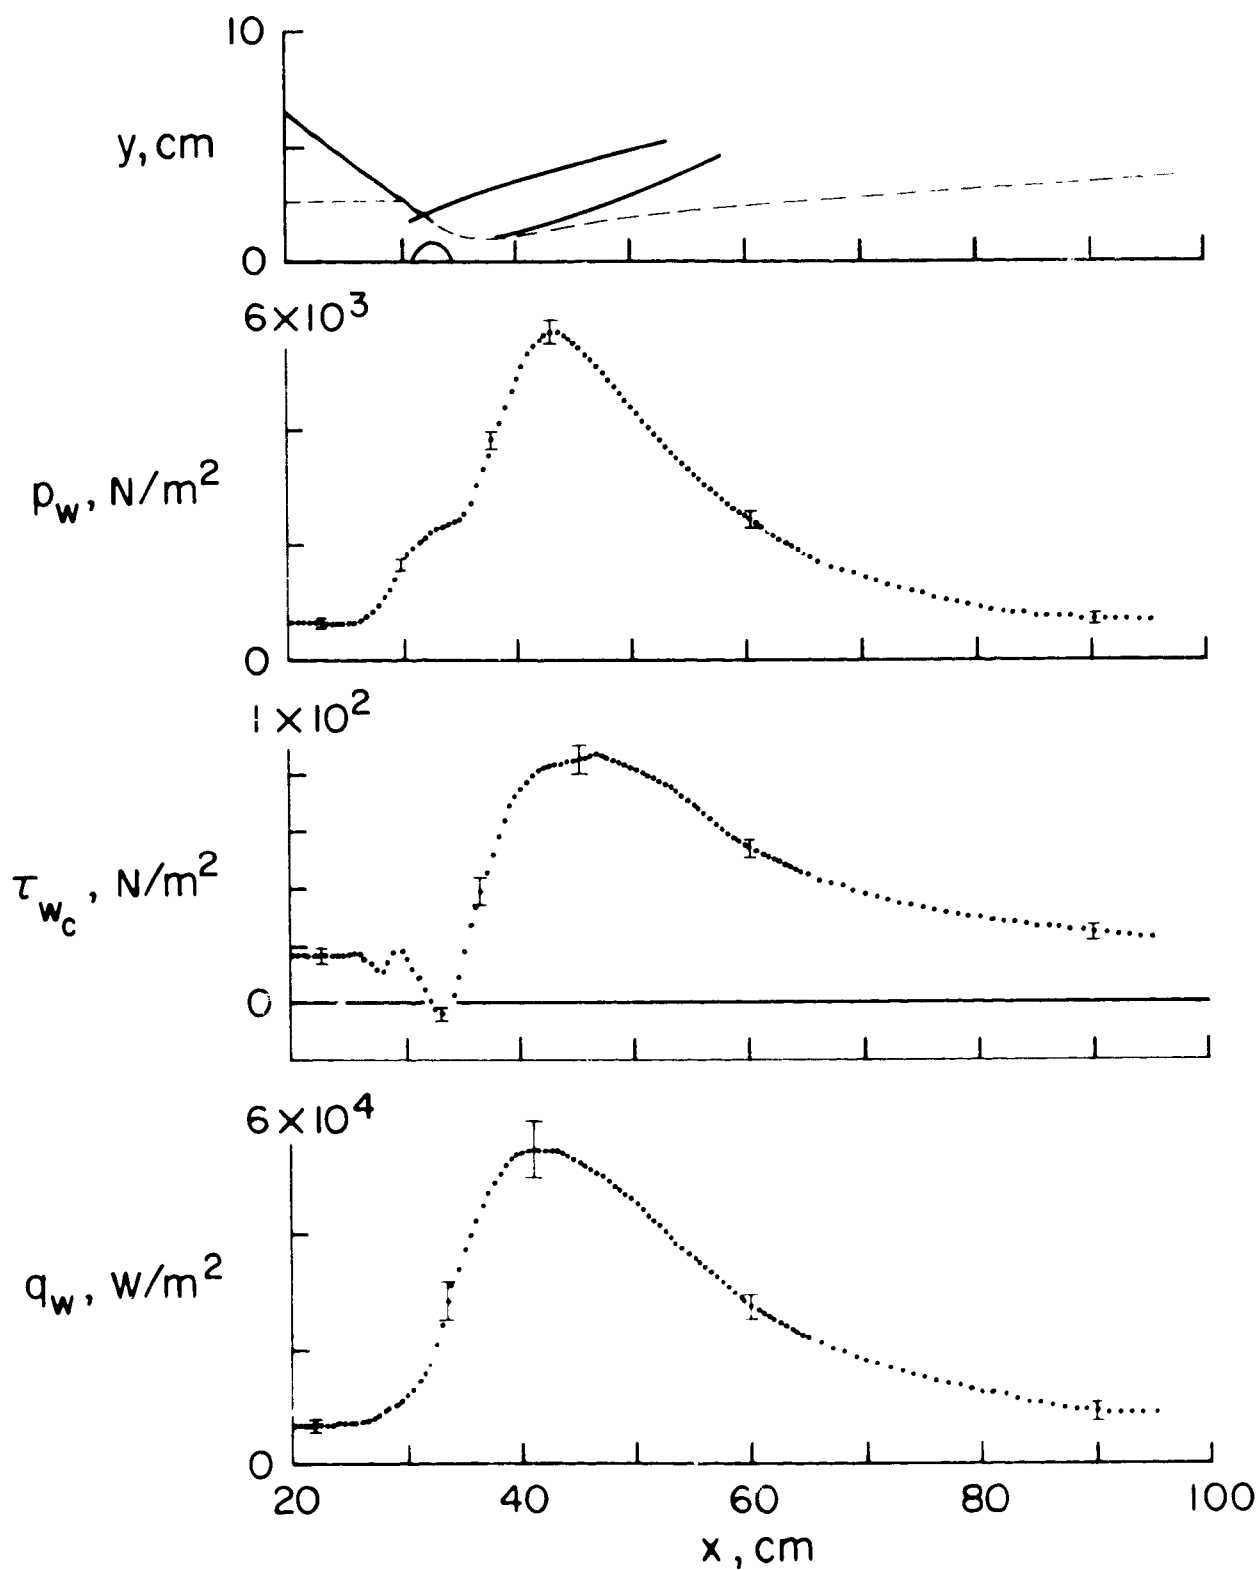 10
y, cm
0
6×10³
p_w, N/m²
0
1×10²
τ_w_c, N/m²
0
6×10⁴
q_w, W/m²
0
20 40 60 80 100
x, cm